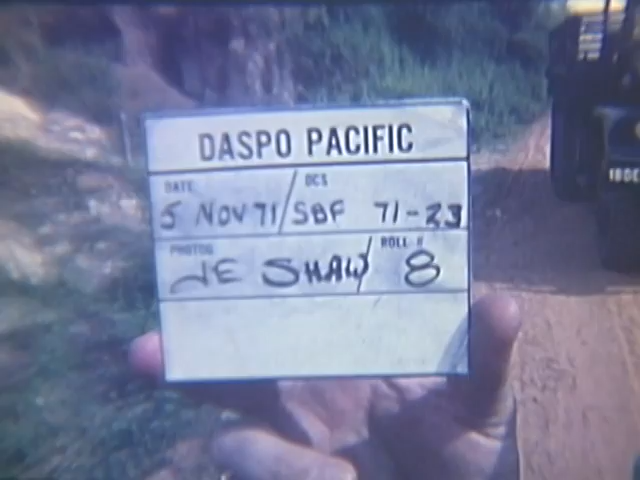 DASPO PACIFIC
DATE / DCS
5 NOV 71/SBF 71-23
PHOTOG / ROLL #
JE SHAW/ 8